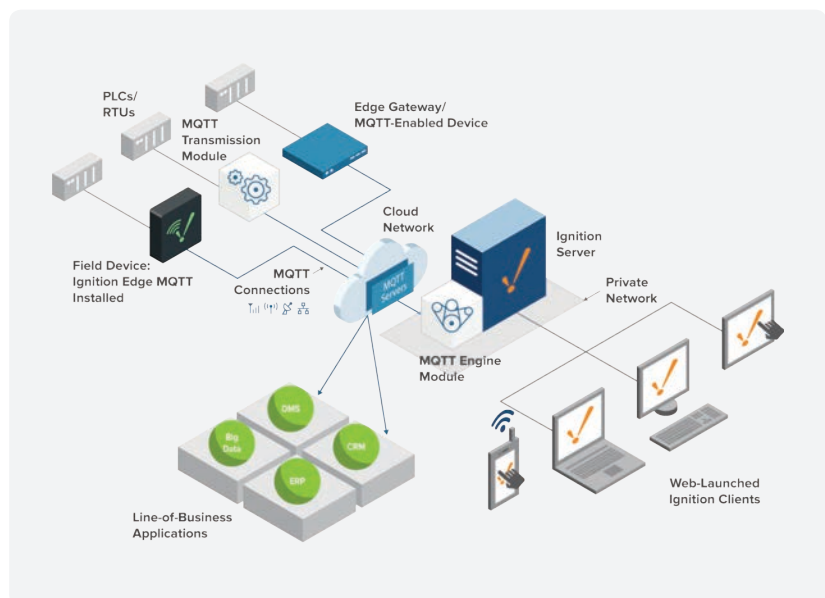 PLCs/
RTUs
MQTT
Transmission
Module
Edge Gateway/
MQTT-Enabled Device
Cloud
Network
Ignition
Server
Field Device:
Ignition Edge MQTT
Installed
MQTT
Connections
MQTT
Servers
Private
Network
MQTT Engine
Module
DMS
Big
Data
CRM
ERP
Line-of-Business
Applications
Web-Launched
Ignition Clients